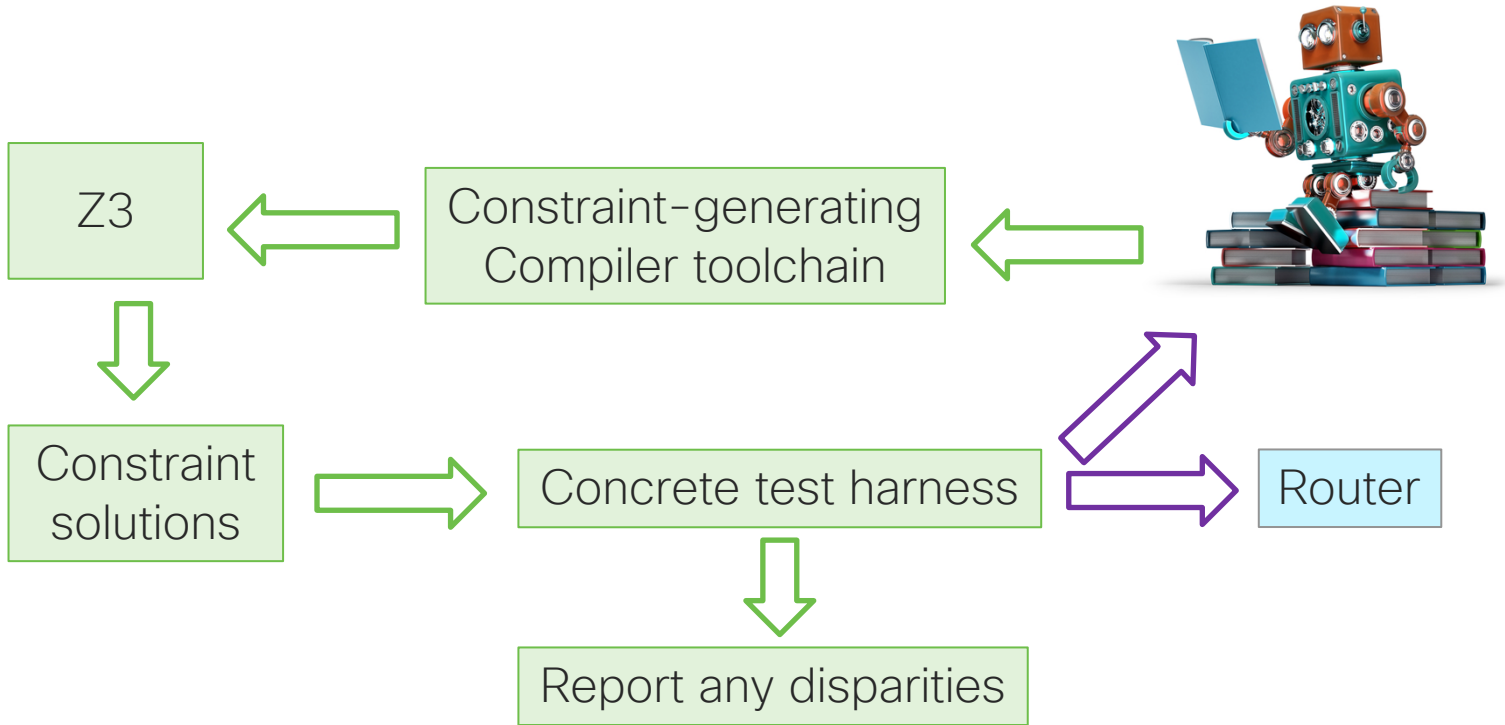 Z3
Constraint-generating
Compiler toolchain
Constraint
solutions
Concrete test harness
Router
Report any disparities